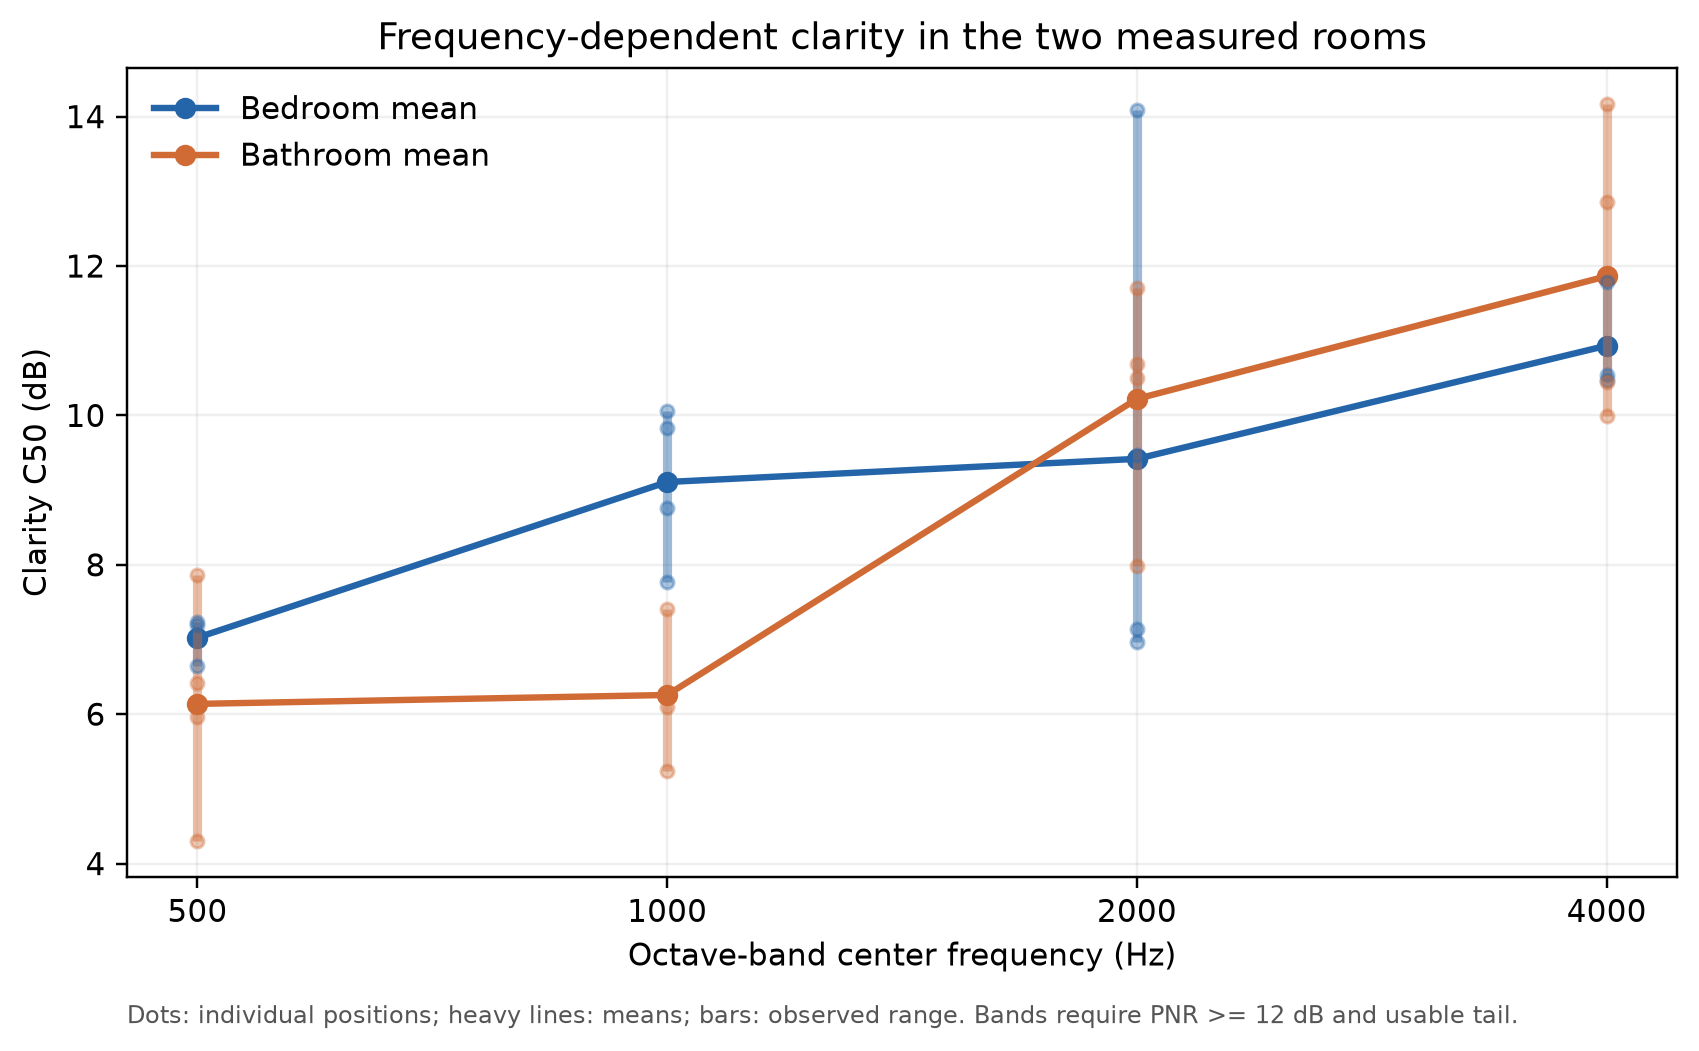 Frequency-dependent clarity in the two measured rooms
Bedroom mean
Bathroom mean
Clarity C50 (dB)
14
12
10
8
6
4
500
1000
2000
4000
Octave-band center frequency (Hz)
Dots: individual positions; heavy lines: means; bars: observed range. Bands require PNR >= 12 dB and usable tail.